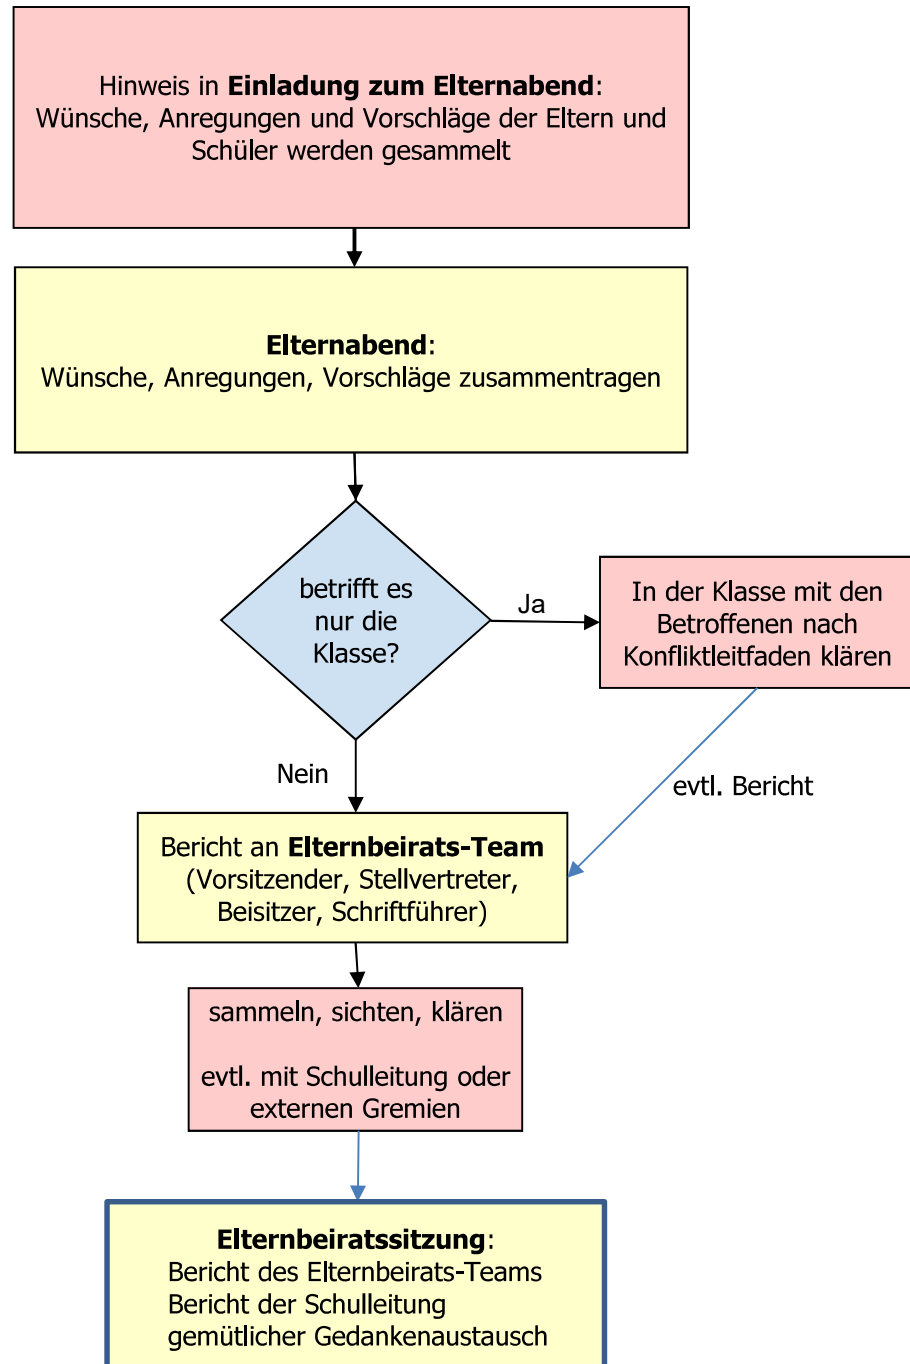 Hinweis in Einladung zum Elternabend:
Wünsche, Anregungen und Vorschläge der Eltern und
Schüler werden gesammelt
Elternabend:
Wünsche, Anregungen, Vorschläge zusammentragen
betrifft es
nur die
Klasse?
Ja
In der Klasse mit den
Betroffenen nach
Konfliktleitfaden klären
Nein
evtl. Bericht
Bericht an Elternbeirats-Team
(Vorsitzender, Stellvertreter,
Beisitzer, Schriftführer)
sammeln, sichten, klären
evtl. mit Schulleitung oder
externen Gremien
Elternbeiratssitzung:
Bericht des Elternbeirats-Teams
Bericht der Schulleitung
gemütlicher Gedankenaustausch